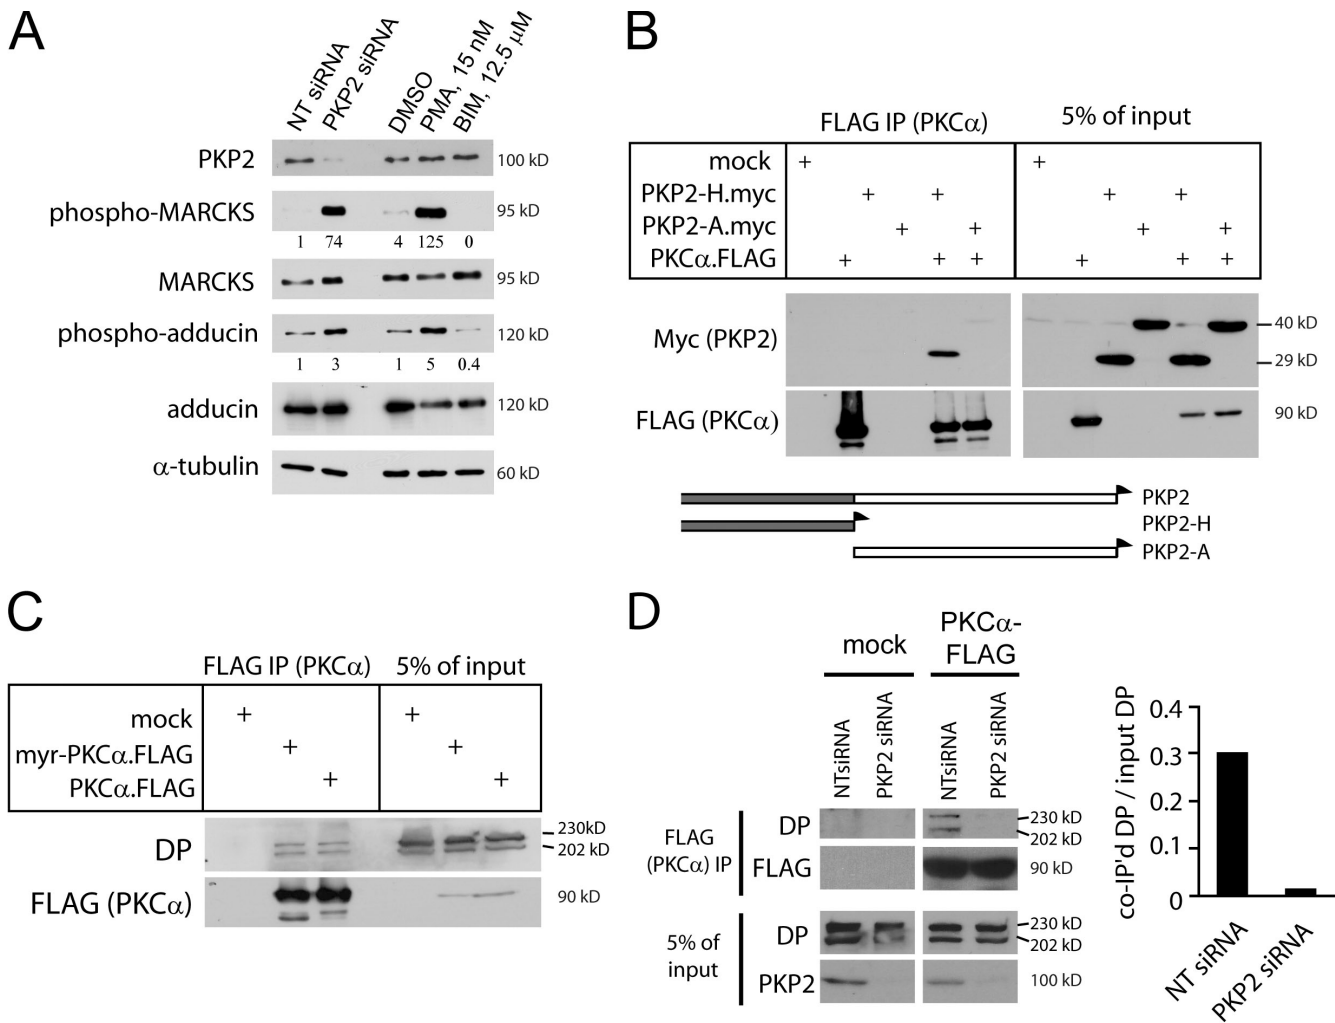 A
NT siRNA
PKP2 siRNA
DMSO
PMA, 15 nM
BIM, 12.5 μM
PKP2
100 kD
phospho-MARCKS
95 kD
1 74 4 125 0
MARCKS
95 kD
phospho-adducin
120 kD
1 3 1 5 0.4
adducin
120 kD
α-tubulin
60 kD
B
FLAG IP (PKCα) 5% of input
mock + +
PKP2-H.myc + + + +
PKP2-A.myc + + + +
PKCα.FLAG + + + + + +
Myc (PKP2)
40 kD
29 kD
FLAG (PKCα)
90 kD
PKP2
PKP2-H
PKP2-A
C
FLAG IP (PKCα) 5% of input
mock + +
myr-PKCα.FLAG + +
PKCα.FLAG + +
DP
230kD
202 kD
FLAG (PKCα)
90 kD
D
mock
PKCα-
FLAG
NTsiRNA
PKP2 siRNA
NTsiRNA
PKP2 siRNA
FLAG
(PKCα) IP
DP
230 kD
202 kD
FLAG
90 kD
5% of
input
DP
230 kD
202 kD
PKP2
100 kD
co-IP'd DP / input DP
0.4
0.3
0.2
0.1
0
NT siRNA
PKP2 siRNA